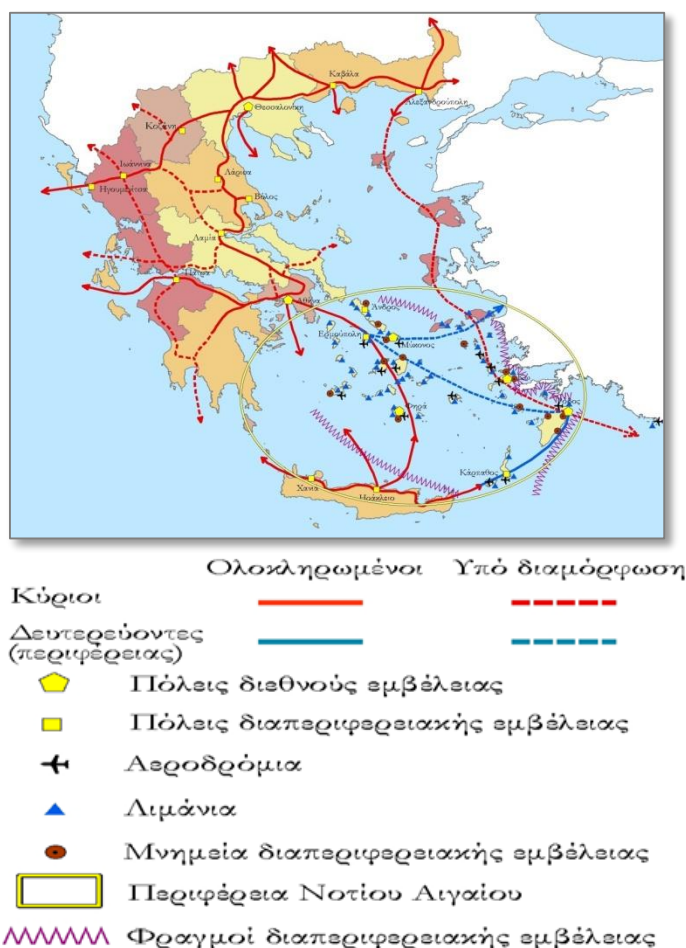 Καβάλα
Αλεξανδρούπολη
Θεσσαλονίκη
Κοζάνη
Ιωάννινα
Ηγουμενίτσα
Λάρισα
Βόλος
Λαμία
Πάτρα
Αθήνα
Άνδρος
Ερμούπολη
Μύκονος
Θηρά
Κάρπαθος
Χανιά
Ηράκλειο
Ολοκληρωμένοι Υπό διαμόρφωση
Κύριοι
Δευτερεύοντες
(περιφέρειας)
Πόλεις διεθνούς εμβέλειας
Πόλεις διαπεριφερειακής εμβέλειας
Αεροδρόμια
Λιμάνια
Μνημεία διαπεριφερειακής εμβέλειας
Περιφέρεια Νοτίου Αιγαίου
Φραγμοί διαπεριφερειακής εμβέλειας